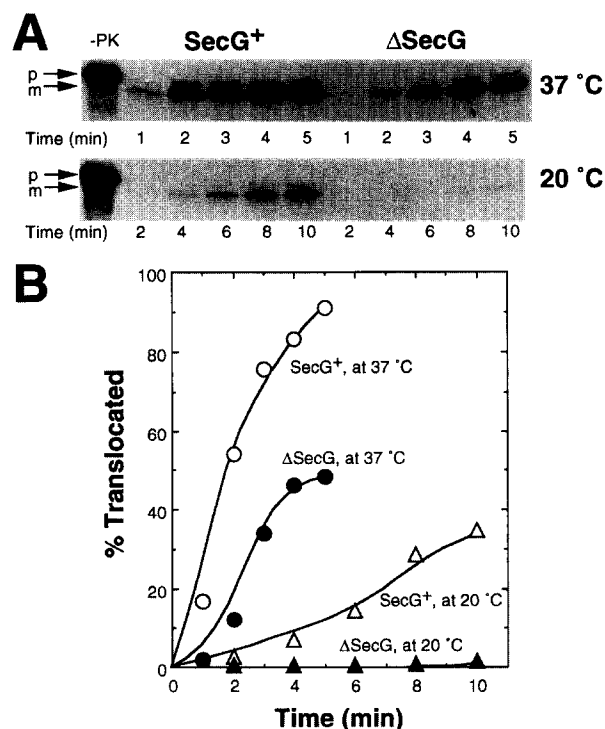 A
-PK SecG+ ΔSecG
p
m
37 ˚C
Time (min) 1 2 3 4 5 1 2 3 4 5
p
m
20 ˚C
Time (min) 2 4 6 8 10 2 4 6 8 10
B
100
80
60
40
20
0
% Translocated
SecG+, at 37 ˚C
ΔSecG, at 37 ˚C
SecG+, at 20 ˚C
ΔSecG, at 20 ˚C
0 2 4 6 8 10
Time (min)